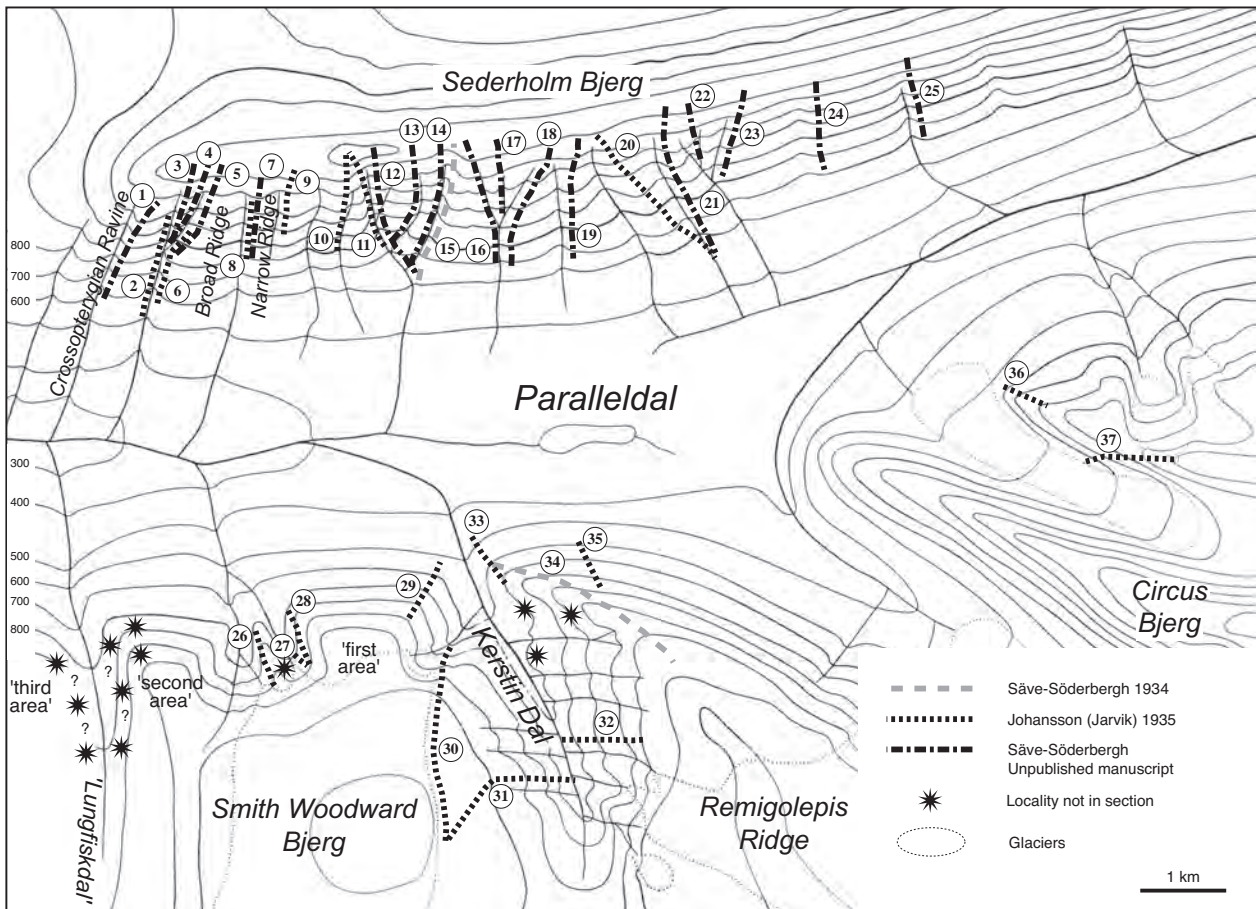 Sederholm Bjerg
22
25
24
23
13
14
17
18
20
3
4
5
7
12
9
1
21
Crossopterygian Ravine
Broad Ridge
Narrow Ridge
10
11
15
16
19
800
8
700
2
6
600
Paralleldal
36
37
300
400
33
35
500
34
600
29
700
28
Circus
Bjerg
800
26
27
'first
area'
Kerstin Dal
'third
area'
?
?
'second
area'
?
?
32
30
'Lungfiskdal'
Smith Woodward
Bjerg
31
Remigolepis
Ridge
Säve-Söderbergh 1934
Johansson (Jarvik) 1935
Säve-Söderbergh
Unpublished manuscript
Locality not in section
Glaciers
1 km